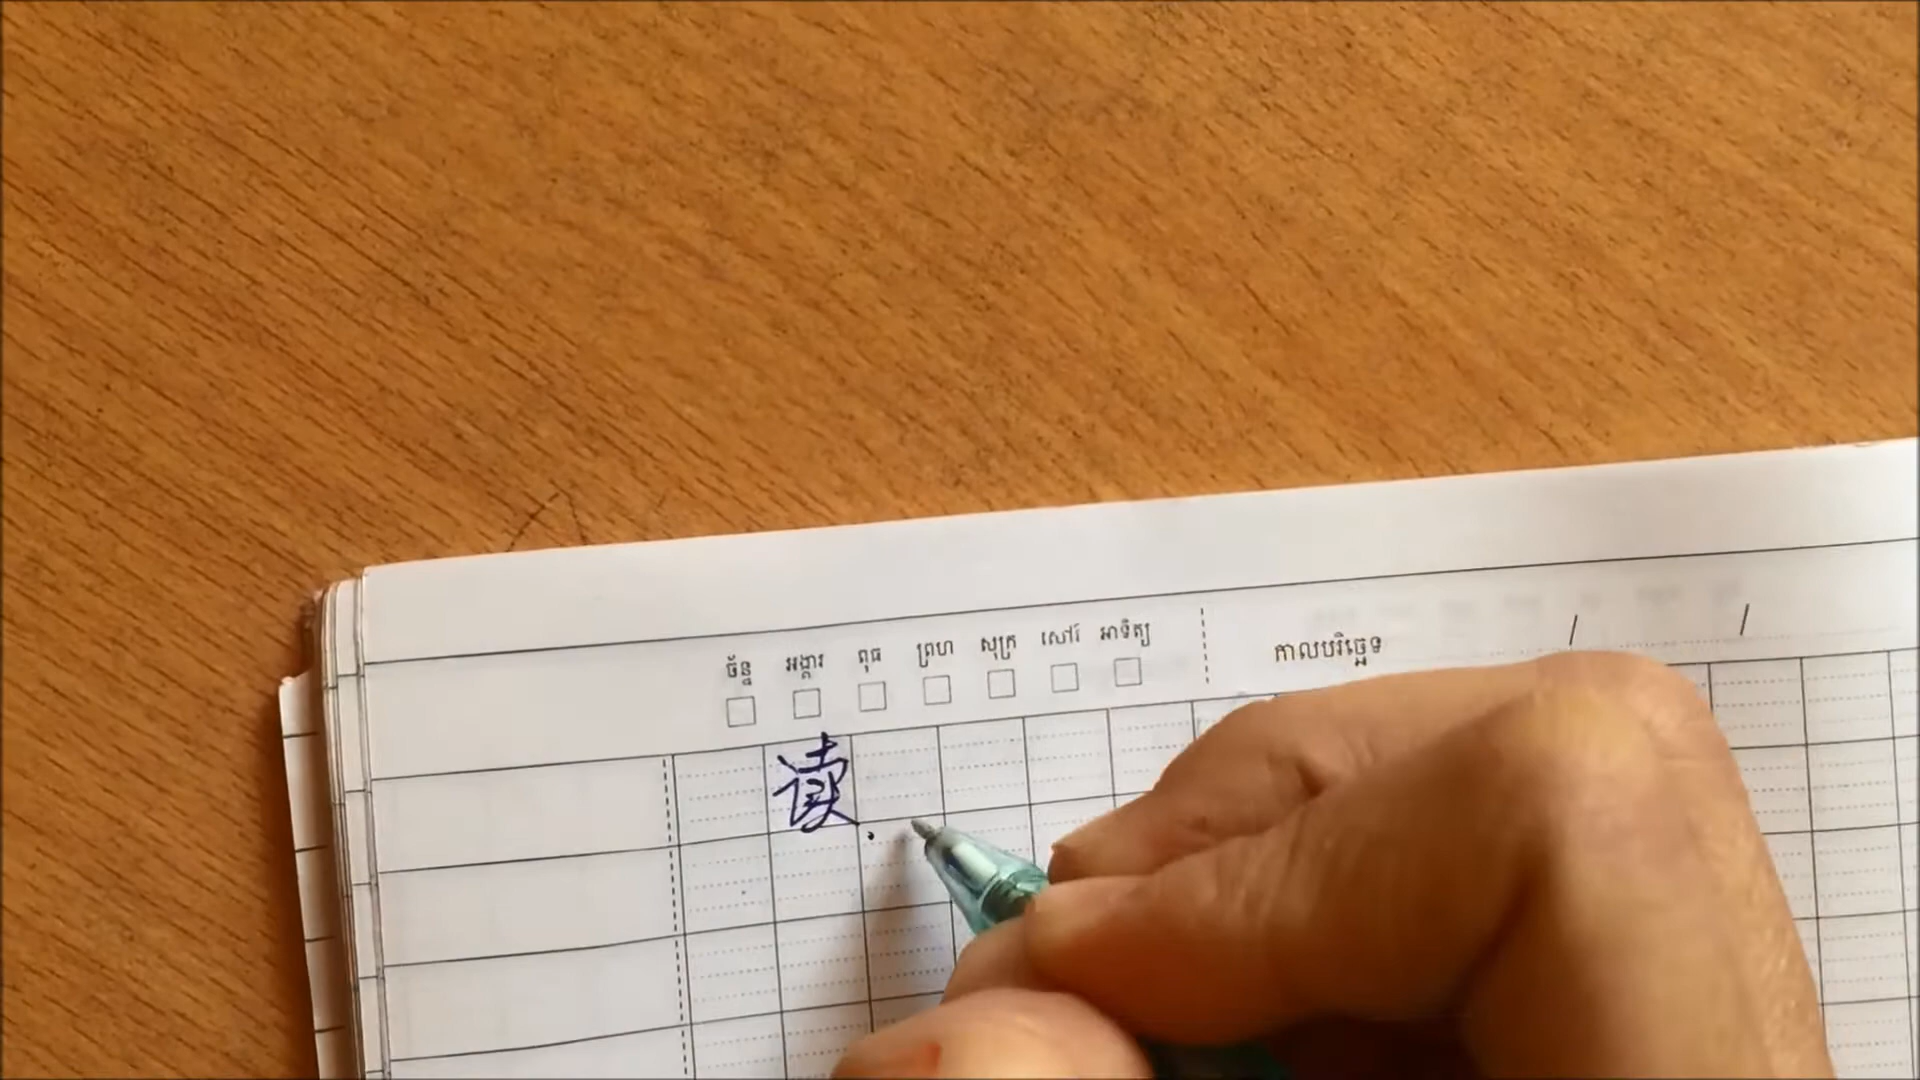 ច័ន្ទ អង្គារ ពុធ ព្រហ សុក្រ សៅរ៍ អាទិត្យ កាលបរិច្ឆេទ / /
读.